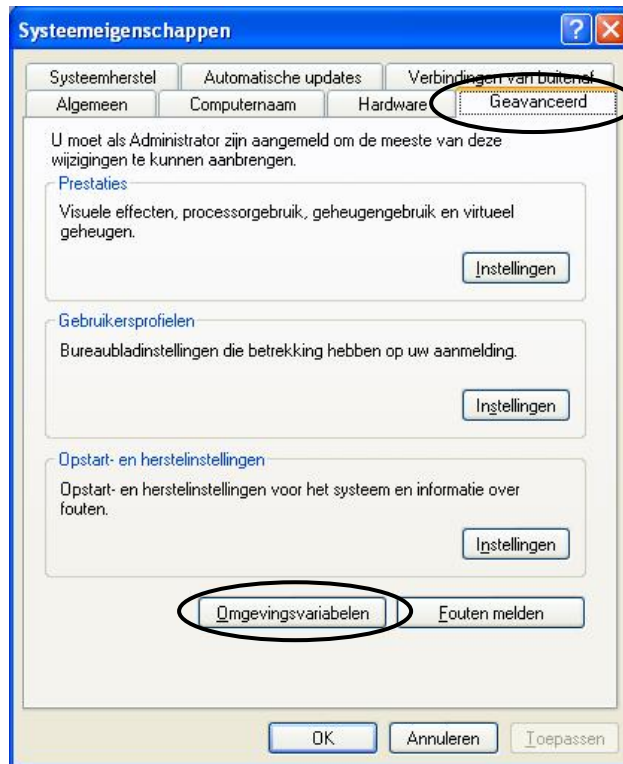 Systeemeigenschappen
Systeemherstel Automatische updates Verbindingen van buitenaf
Algemeen Computernaam Hardware Geavanceerd
U moet als Administrator zijn aangemeld om de meeste van deze
wijzigingen te kunnen aanbrengen.
Prestaties
Visuele effecten, processorgebruik, geheugengebruik en virtueel
geheugen.
Instellingen
Gebruikersprofielen
Bureaubladinstellingen die betrekking hebben op uw aanmelding.
Instellingen
Opstart- en herstelinstellingen
Opstart- en herstelinstellingen voor het systeem en informatie over
fouten.
Instellingen
Omgevingsvariabelen Fouten melden
OK Annuleren Toepassen